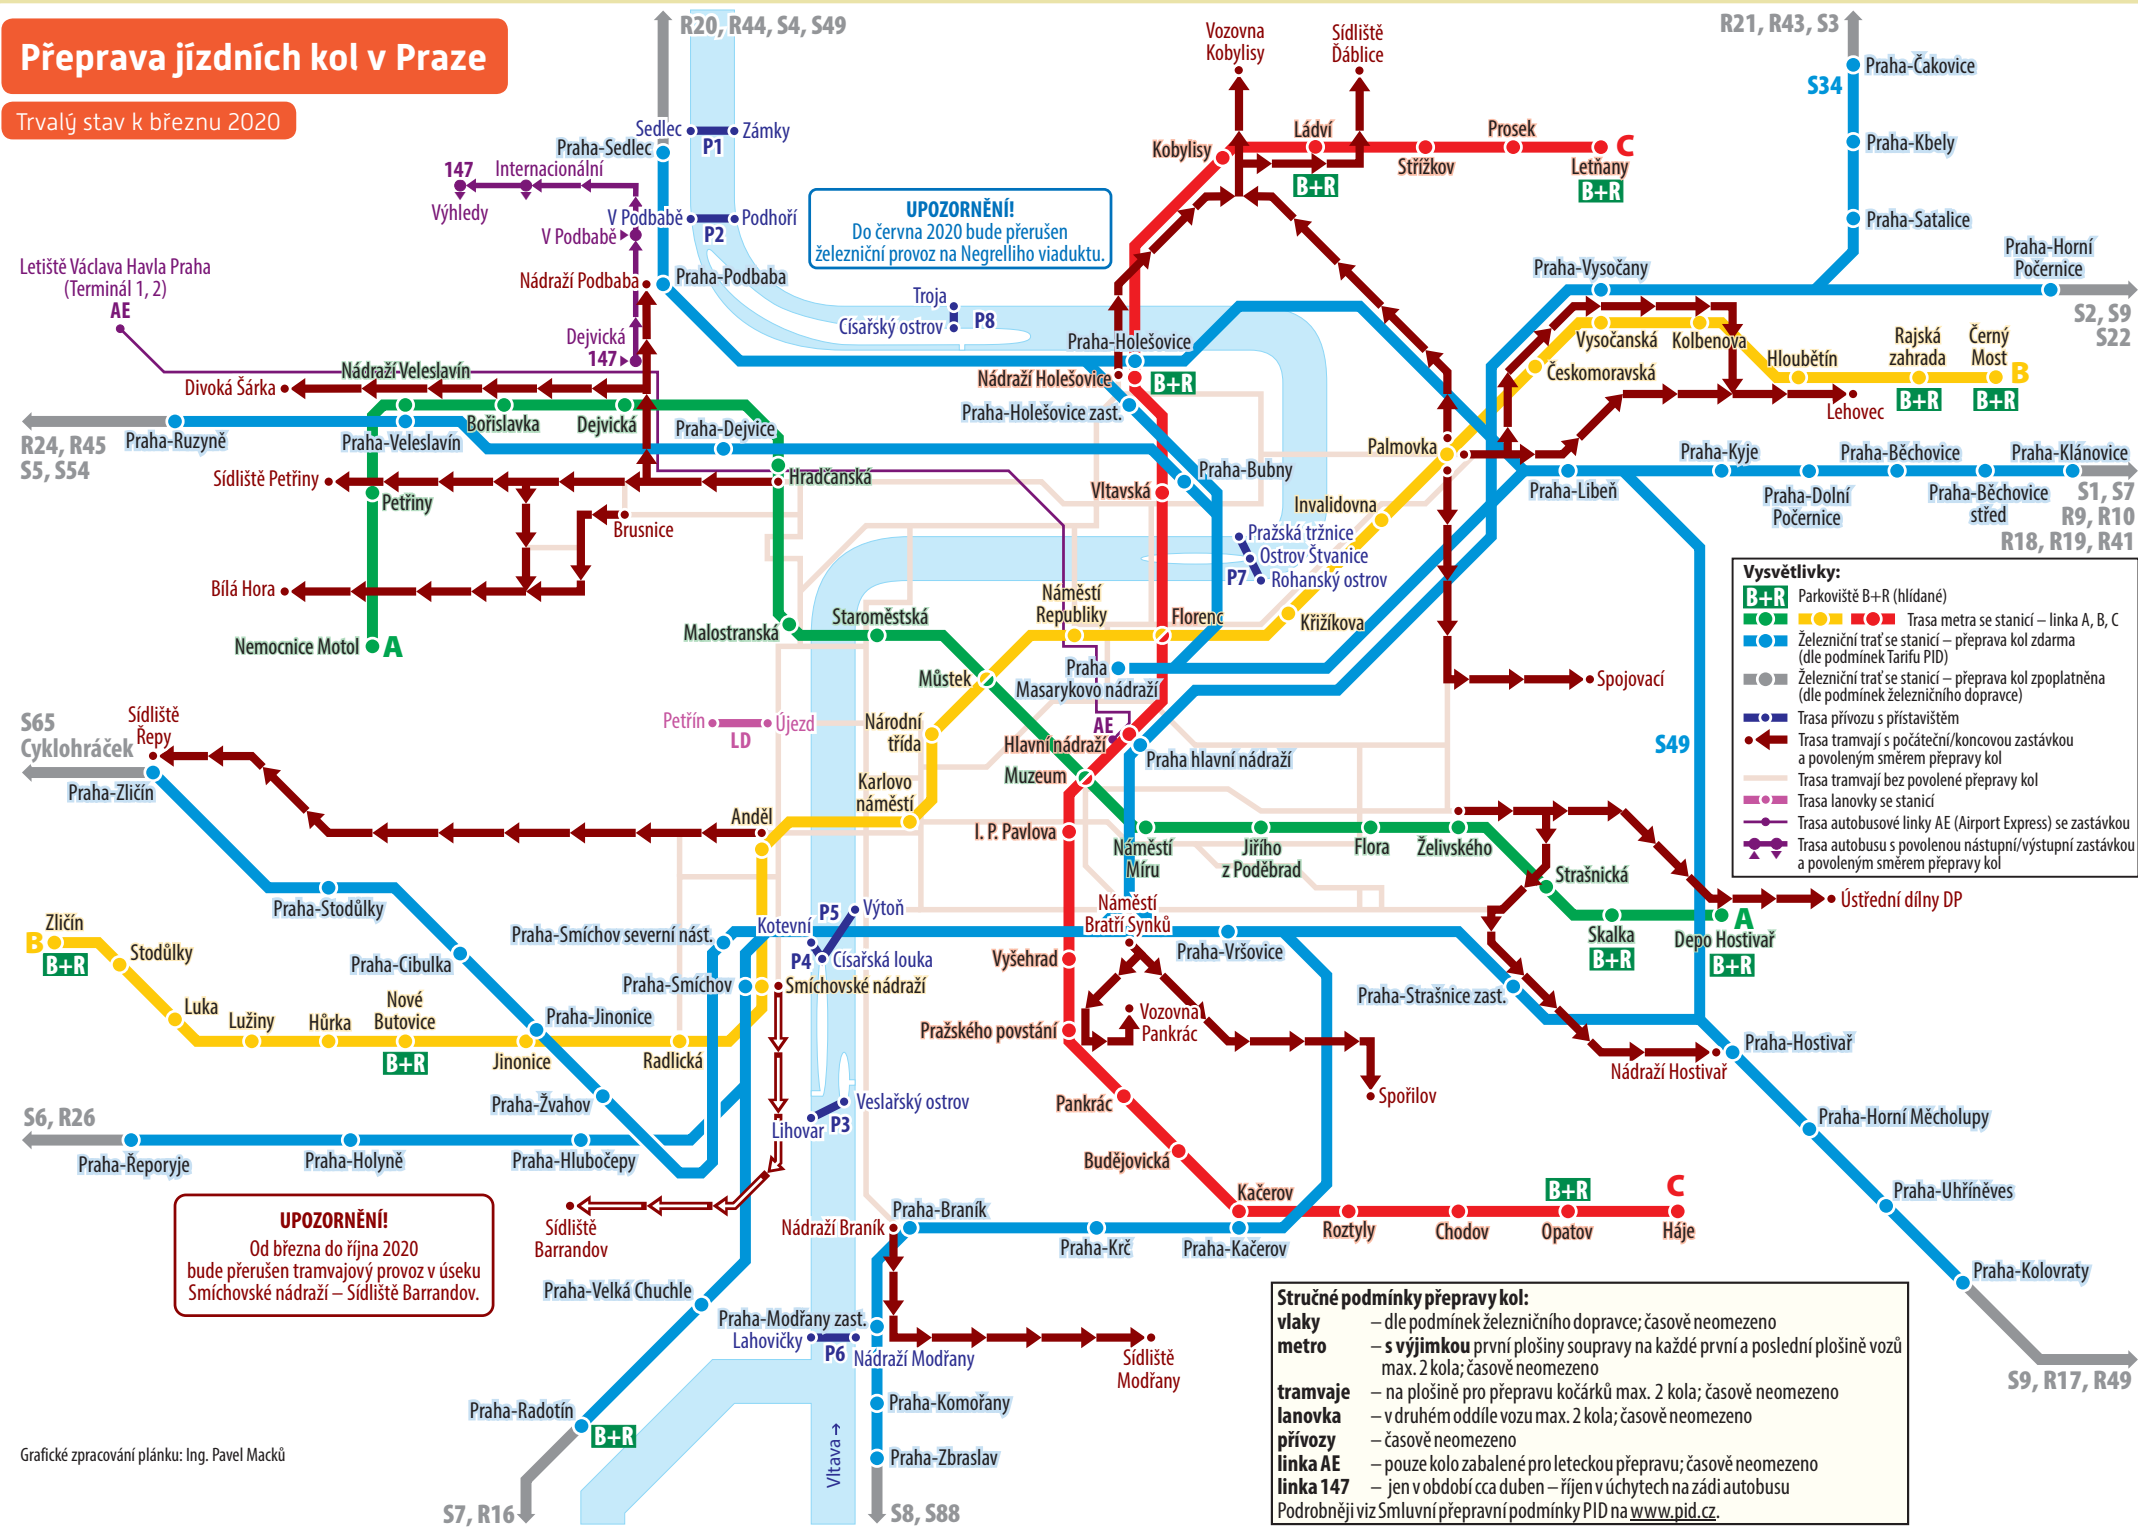 Přeprava jízdních kol v Praze
Trvalý stav k březnu 2020
R20, R44, S4, S49
R21, R43, S3
Vozovna
Kobylisy
Sídliště
Ďáblice
S34
Praha-Čakovice
Praha-Kbely
Praha-Satalice
Praha-Horní
Počernice
S2, S9
S22
Sedlec
P1
Zámky
Praha-Sedlec
147
Internacionální
Výhledy
V Podbabě
P2
Podhoří
V Podbabě
UPOZORNĚNÍ!
Do června 2020 bude přerušen
železniční provoz na Negrelliho viaduktu.
Kobylisy
Ládví
B+R
Střížkov
Prosek
Letňany
C
B+R
Letiště Václava Havla Praha
(Terminál 1, 2)
AE
Nádraží Podbaba
Praha-Podbaba
Troja
Císařský ostrov
P8
Dejvická
147
Praha-Holešovice
Nádraží Holešovice
B+R
Praha-Holešovice zast.
Praha-Vysočany
Vysočanská
Kolbenova
Českomoravská
Hloubětín
Rajská
zahrada
B+R
Černý
Most
B
B+R
Lehovec
Nádraží Veleslavín
Divoká Šárka
Bořislavka
Dejvická
R24, R45
S5, S54
Praha-Ruzyně
Praha-Veleslavín
Praha-Dejvice
Palmovka
Praha-Libeň
Praha-Kyje
Praha-Dolní
Počernice
Praha-Běchovice
Praha-Běchovice
střed
Praha-Klánovice
S1, S7
R9, R10
R18, R19, R41
Sídliště Petřiny
Petřiny
Hradčanská
Brusnice
Bílá Hora
Nemocnice Motol
A
Praha-Bubny
Vltavská
Invalidovna
Pražská tržnice
Ostrov Štvanice
P7
Rohanský ostrov
Náměstí
Republiky
Florenc
Křižíkova
Malostranská
Staroměstská
Můstek
Praha
Masarykovo nádraží
Spojovací
Vysvětlivky:
B+R
Parkoviště B+R (hlídané)
Trasa metra se stanicí – linka A, B, C
Železniční trať se stanicí – přeprava kol zdarma
(dle podmínek Tarifu PID)
Železniční trať se stanicí – přeprava kol zpoplatněna
(dle podmínek železničního dopravce)
Trasa přívozu s přístavištěm
Trasa tramvají s počáteční/koncovou zastávkou
a povoleným směrem přepravy kol
Trasa tramvají bez povolené přepravy kol
Trasa lanovky se stanicí
Trasa autobusové linky AE (Airport Express) se zastávkou
Trasa autobusu s povolenou nástupní/výstupní zastávkou
a povoleným směrem přepravy kol
S65
Cyklohráček
Sídliště
Řepy
Praha-Zličín
Petřín
LD
Újezd
Národní
třída
AE
Hlavní nádraží
Praha hlavní nádraží
Muzeum
S49
Karlovo
náměstí
Anděl
I. P. Pavlova
Náměstí
Míru
Jiřího
z Poděbrad
Flora
Želivského
Strašnická
Ústřední dílny DP
Skalka
B+R
A
Depo Hostivař
B+R
Zličín
B
B+R
Stodůlky
Praha-Stodůlky
Praha-Cibulka
Luka
Lužiny
Hůrka
Nové
Butovice
B+R
Praha-Jinonice
Jinonice
Radlická
Praha-Smíchov severní nást.
Kotevní
P5
Výtoň
P4
Císařská louka
Praha-Smíchov
Smíchovské nádraží
Náměstí
Bratří Synků
Vyšehrad
Praha-Vršovice
Praha-Strašnice zast.
Pražského povstání
Vozovna
Pankrác
Praha-Hostivař
Nádraží Hostivař
Spořilov
Pankrác
Praha-Žvahov
Veslařský ostrov
Lihovar
P3
S6, R26
Praha-Řeporyje
Praha-Holyně
Praha-Hlubočepy
Budějovická
Praha-Horní Měcholupy
Praha-Uhříněves
Praha-Kolovraty
S9, R17, R49
UPOZORNĚNÍ!
Od března do října 2020
bude přerušen tramvajový provoz v úseku
Smíchovské nádraží – Sídliště Barrandov.
Sídliště
Barrandov
Nádraží Braník
Praha-Braník
Praha-Krč
Kačerov
Praha-Kačerov
Roztyly
Chodov
B+R
Opatov
C
Háje
Praha-Velká Chuchle
Praha-Modřany zast.
Lahovičky
P6
Nádraží Modřany
Sídliště
Modřany
Praha-Radotín
B+R
Praha-Komořany
Praha-Zbraslav
Vltava →
S7, R16
S8, S88
Grafické zpracování plánku: Ing. Pavel Macků
Stručné podmínky přepravy kol:
vlaky – dle podmínek železničního dopravce; časově neomezeno
metro – s výjimkou první plošiny soupravy na každé první a poslední plošině vozů
max. 2 kola; časově neomezeno
tramvaje – na plošině pro přepravu kočárků max. 2 kola; časově neomezeno
lanovka – v druhém oddíle vozu max. 2 kola; časově neomezeno
přívozy – časově neomezeno
linka AE – pouze kolo zabalené pro leteckou přepravu; časově neomezeno
linka 147 – jen v období cca duben – říjen v úchytech na zádi autobusu
Podrobněji viz Smluvní přepravní podmínky PID na www.pid.cz.